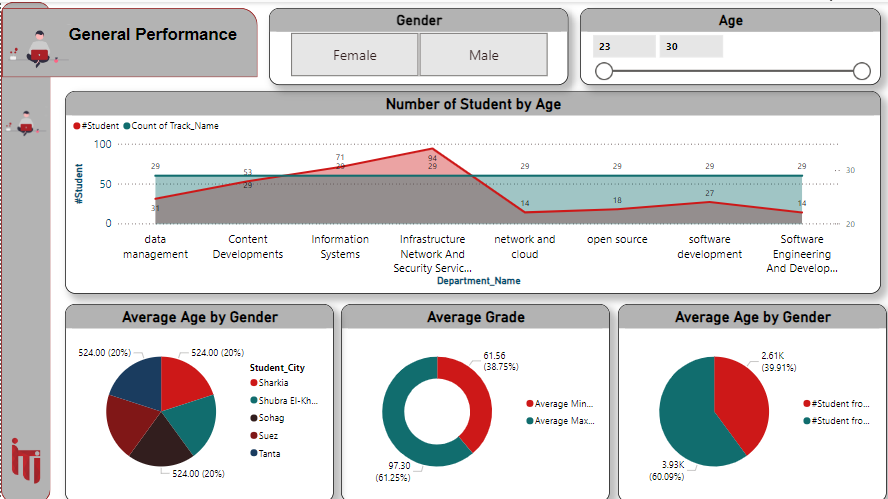 General Performance
Gender
Female
Male
Age
23
30
Number of Student by Age
#Student
Count of Track_Name
#Student
100
50
0
30
20
29
31
53
29
71
29
94
29
29
14
29
18
29
27
29
14
data
management
Content
Developments
Information
Systems
Infrastructure
Network And
Security Servic...
network and
cloud
open source
software
development
Software
Engineering
And Develop...
Department_Name
Average Age by Gender
524.00 (20%)
524.00 (20%)
524.00 (20%)
Student_City
Sharkia
Shubra El-Kh...
Sohag
Suez
Tanta
Average Grade
61.56
(38.75%)
97.30
(61.25%)
Average Min...
Average Max...
Average Age by Gender
2.61K
(39.91%)
3.93K
(60.09%)
#Student fro...
#Student fro...
iTi